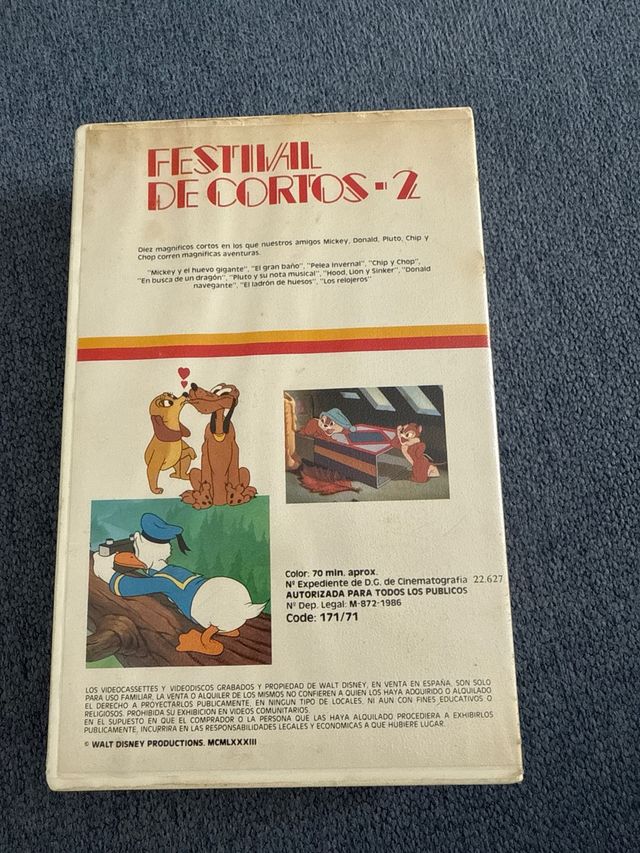 FESTIVAL
DE CORTOS - 2
Diez magníficos cortos en los que nuestros amigos Mickey, Donald, Pluto, Chip y
Chop corren magníficas aventuras.
"Mickey y el huevo gigante", "El gran baño", "Pelea Invernal", "Chip y Chop",
"En busca de un dragón", "Pluto y su nota musical", "Hood, Lion y Sinker", "Donald
navegante", "El ladrón de huesos", "Los relojeros"
Color: 70 min. aprox.
Nº Expediente de D.G. de Cinematografía 22.627
AUTORIZADA PARA TODOS LOS PUBLICOS
Nº Dep. Legal: M-872-1986
Code: 171/71
LOS VIDEOCASSETTES Y VIDEODISCOS GRABADOS Y PROPIEDAD DE WALT DISNEY, EN VENTA EN ESPAÑA, SON SOLO
PARA USO FAMILIAR, LA VENTA O ALQUILER DE LOS MISMOS NO CONFIEREN A QUIEN LOS HAYA ADQUIRIDO O ALQUILADO
EL DERECHO A PROYECTARLOS PUBLICAMENTE, EN NINGUN TIPO DE LOCALES, NI AUN CON FINES EDUCATIVOS O
RELIGIOSOS. PROHIBIDA SU EXHIBICION EN VIDEOS COMUNITARIOS.
EN EL SUPUESTO EN QUE EL COMPRADOR O LA PERSONA QUE LAS HAYA ALQUILADO PROCEDIERA A EXHIBIRLOS
PUBLICAMENTE, INCURRIRA EN LAS RESPONSABILIDADES LEGALES Y ECONOMICAS A QUE HUBIERE LUGAR.
© WALT DISNEY PRODUCTIONS. MCMLXXXIII